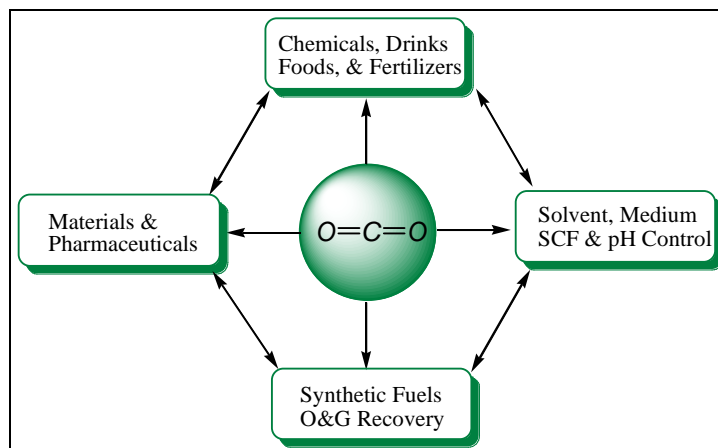 Chemicals, Drinks
Foods, & Fertilizers
Materials &
Pharmaceuticals
O=C=O
Solvent, Medium
SCF & pH Control
Synthetic Fuels
O&G Recovery